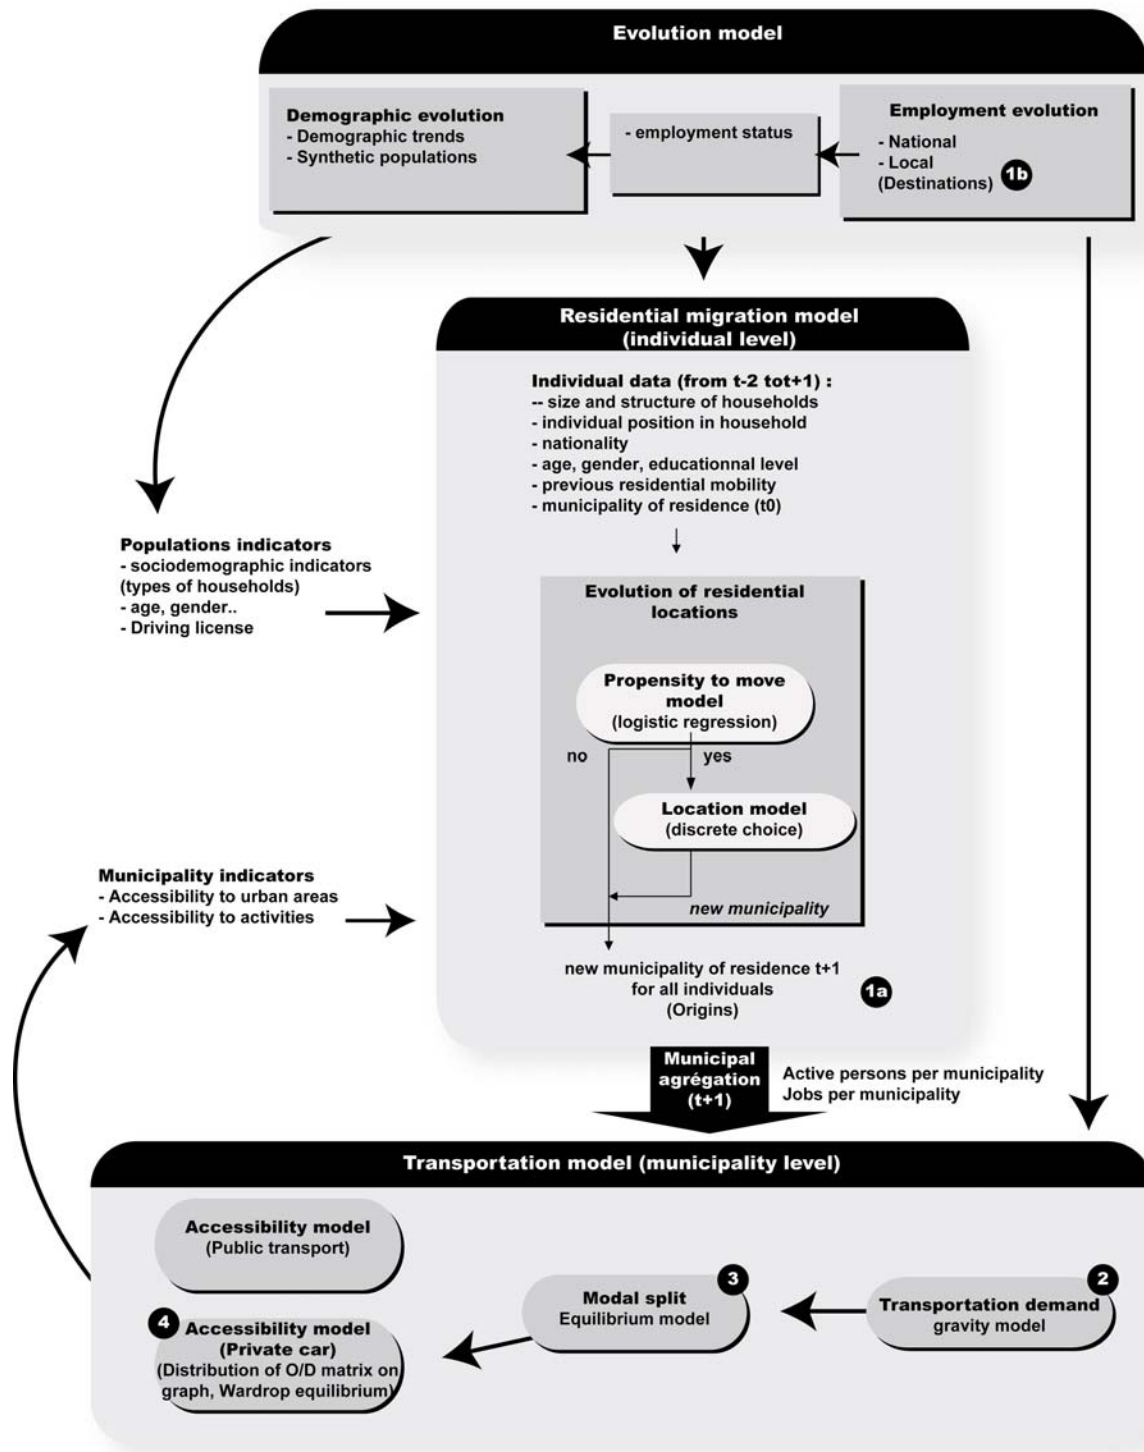 Evolution model
Demographic evolution
- Demographic trends
- Synthetic populations
- employment status
Employment evolution
- National
- Local
(Destinations)
1b
Residential migration model
(individual level)
Individual data (from t-2 tot+1) :
-- size and structure of households
- individual position in household
- nationality
- age, gender, educationnal level
- previous residential mobility
- municipality of residence (t0)
Populations indicators
- sociodemographic indicators
(types of households)
- age, gender..
- Driving license
Evolution of residential
locations
Propensity to move
model
(logistic regression)
no
yes
Location model
(discrete choice)
new municipality
Municipality indicators
- Accessibility to urban areas
- Accessibility to activities
new municipality of residence t+1
for all individuals
(Origins)
1a
Municipal
agrégation
(t+1)
Active persons per municipality
Jobs per municipality
Transportation model (municipality level)
Accessibility model
(Public transport)
4
Accessibility model
(Private car)
(Distribution of O/D matrix on
graph, Wardrop equilibrium)
3
Modal split
Equilibrium model
2
Transportation demand
gravity model